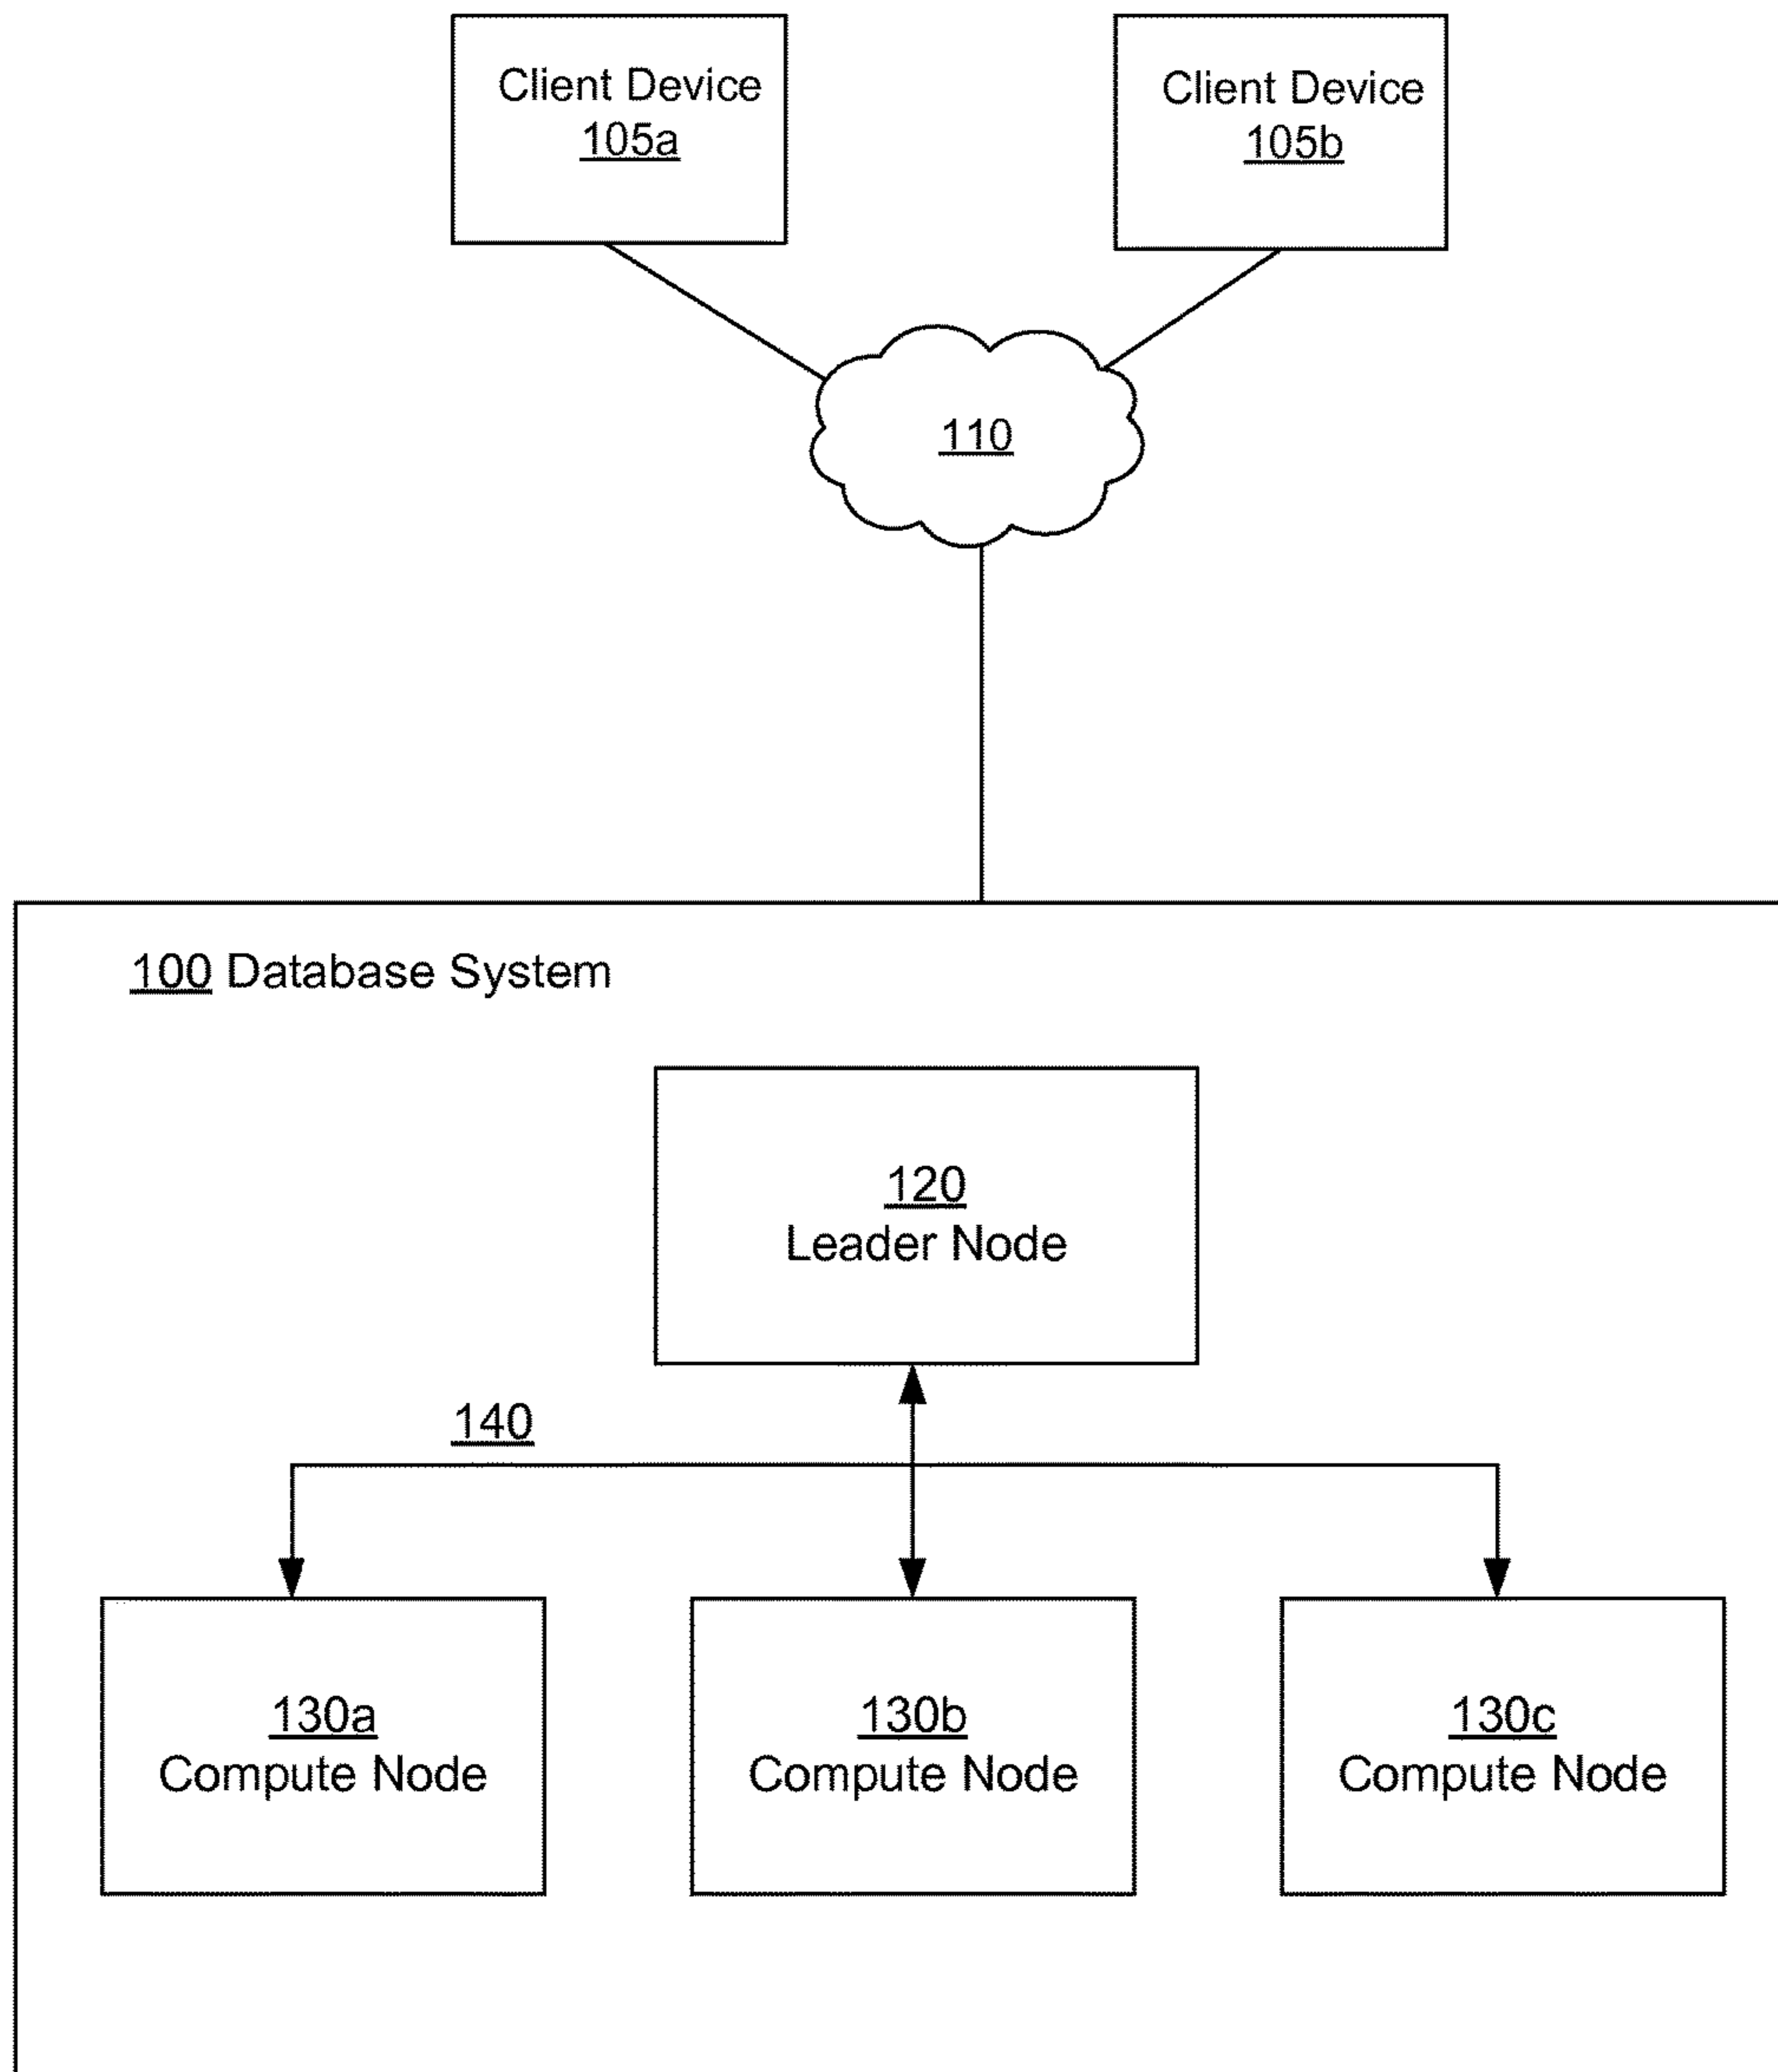 Client Device
105a
Client Device
105b
110
100 Database System
120
Leader Node
140
130a
Compute Node
130b
Compute Node
130c
Compute Node